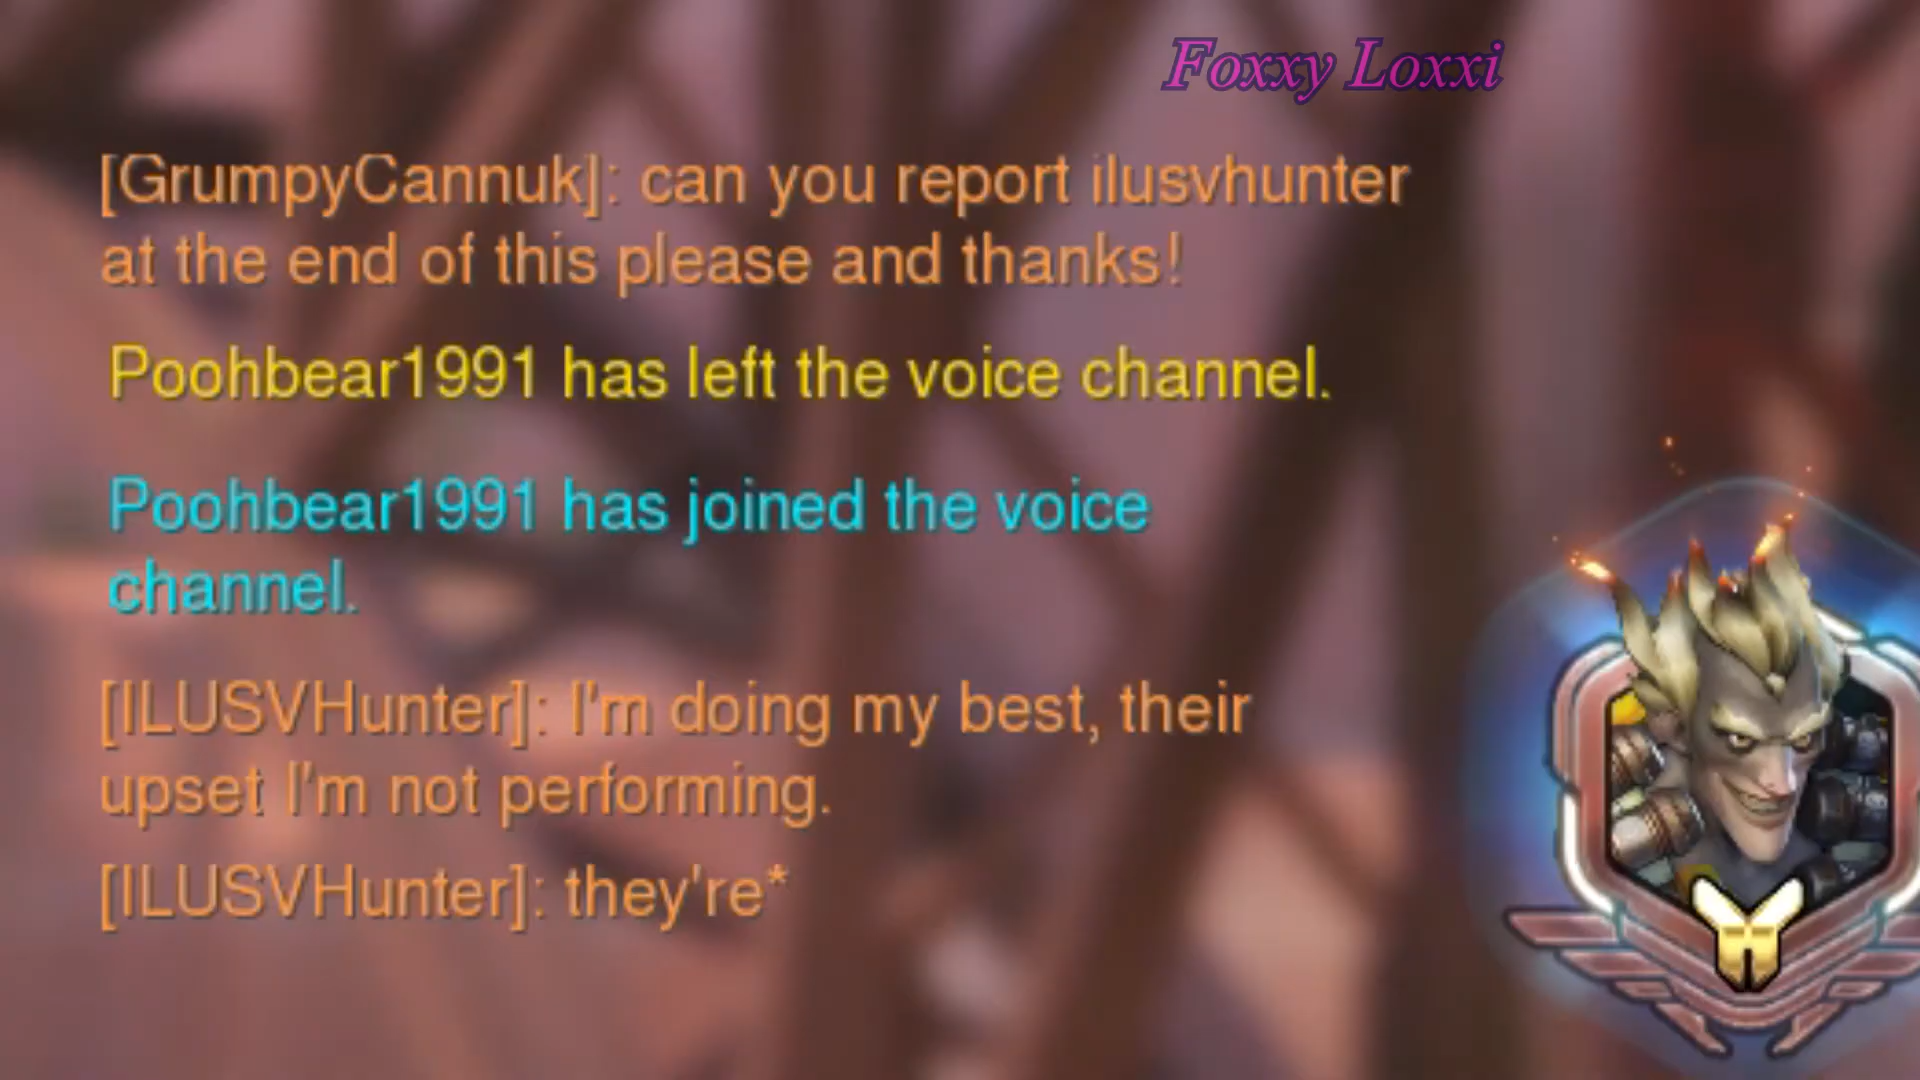 Foxxy Loxxi
[GrumpyCannuk]: can you report ilusvhunter
at the end of this please and thanks!
Poohbear1991 has left the voice channel.
Poohbear1991 has joined the voice
channel.
[ILUSVHunter]: I'm doing my best, their
upset I'm not performing.
[ILUSVHunter]: they're*